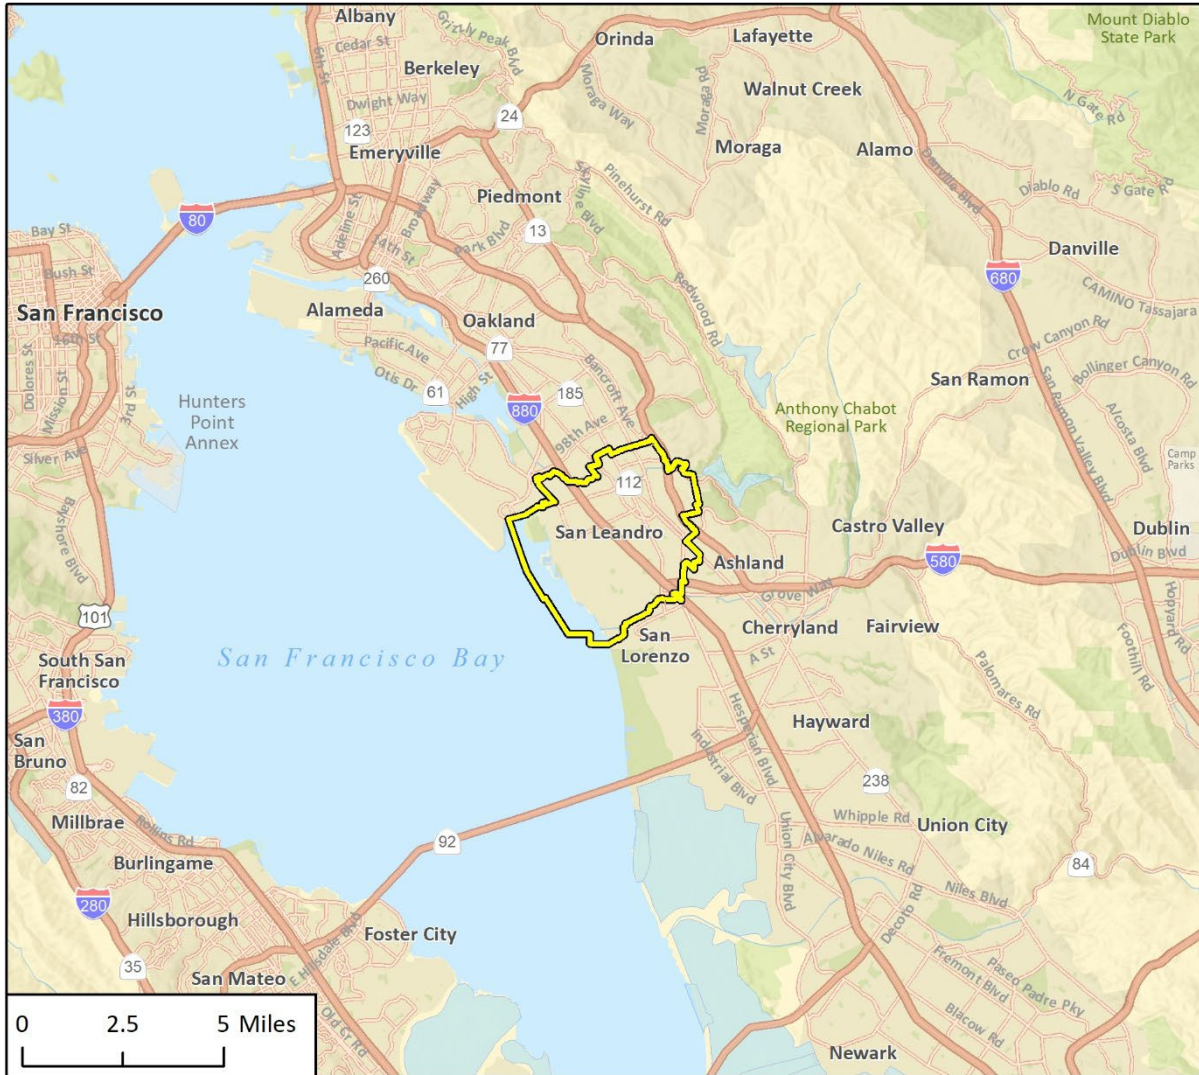 Albany
Grizzly Peak Blvd
Orinda
Lafayette
Mount Diablo
State Park
6th St
Cedar St
Berkeley
Moraga Way
Moraga Rd
Walnut Creek
N Gate Rd
Dwight Way
24
123
Emeryville
Moraga
Alamo
Danville Blvd
Diablo Rd
S Gate Rd
Piedmont
Skyline Blvd
Pinehurst Rd
80
Adeline St
Broadway
14th St
Park Blvd
13
Bay St
Bush St
260
Danville
680
San Francisco
16th St
Alameda
Oakland
Redwood Rd
CAMINO Tassajara
Crow Canyon Rd
Pacific Ave
Otis Dr
77
Bancroft Ave
Bollinger Canyon Rd
Dolores St
Mission St
3rd St
61
High St
880
185
San Ramon
San Ramon Valley Blvd
Alcosta Blvd
Hunters
Point
Annex
98th Ave
Anthony Chabot
Regional Park
Silver Ave
Camp
Parks
112
Bayshore Blvd
San Leandro
Castro Valley
Dublin
Dublin Blvd
Ashland
580
Grove Way
Hopyard Rd
101
Cherryland
Fairview
Foothill Rd
San
Lorenzo
A St
San Francisco Bay
South San
Francisco
Palomares Rd
380
Hesperian Blvd
Hayward
San
Bruno
Industrial Blvd
82
238
Millbrae
Rollins Rd
Whipple Rd
Union City
92
Union City Blvd
Alvarado Niles Rd
Burlingame
84
280
Hillsborough
Niles Blvd
Decoto Rd
E Hillsdale Blvd
Foster City
35
San Mateo
Fremont Blvd
Paseo Padre Pky
Old Cr Rd
Blacow Rd
Newark
0 2.5 5 Miles